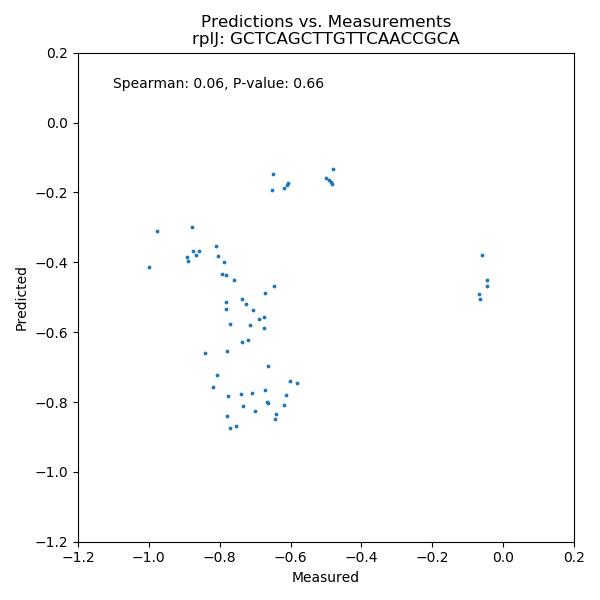 Predictions vs. Measurements
rplJ: GCTCAGCTTGTTCAACCGCA
Spearman: 0.06, P-value: 0.66
0.2
0.0
−0.2
−0.4
−0.6
−0.8
−1.0
−1.2
Predicted
−1.2 −1.0 −0.8 −0.6 −0.4 −0.2 0.0 0.2
Measured